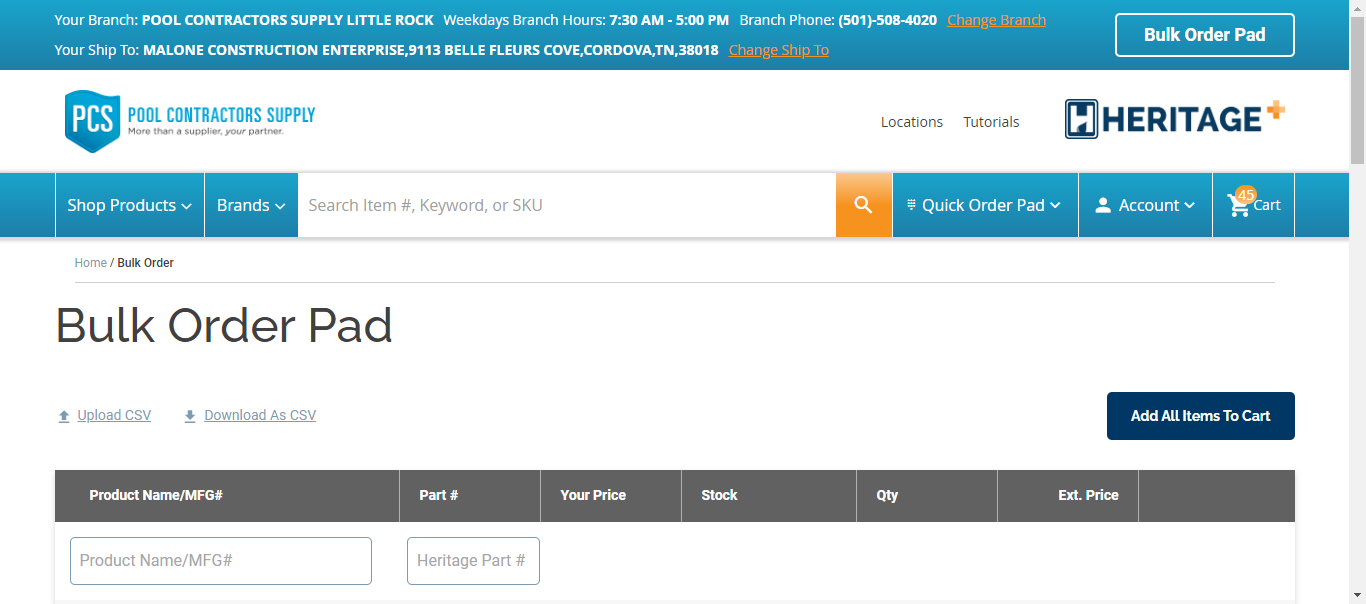 Your Branch: POOL CONTRACTORS SUPPLY LITTLE ROCK Weekdays Branch Hours: 7:30 AM - 5:00 PM Branch Phone: (501)-508-4020 Change Branch
Your Ship To: MALONE CONSTRUCTION ENTERPRISE,9113 BELLE FLEURS COVE,CORDOVA,TN,38018 Change Ship To
Bulk Order Pad
PCS POOL CONTRACTORS SUPPLY
More than a supplier, your partner.
Locations Tutorials
H HERITAGE+
Shop Products Brands Search Item #, Keyword, or SKU Quick Order Pad Account 45 Cart
Home / Bulk Order
Bulk Order Pad
Upload CSV Download As CSV Add All Items To Cart
Product Name/MFG# Part # Your Price Stock Qty Ext. Price
Product Name/MFG# Heritage Part #